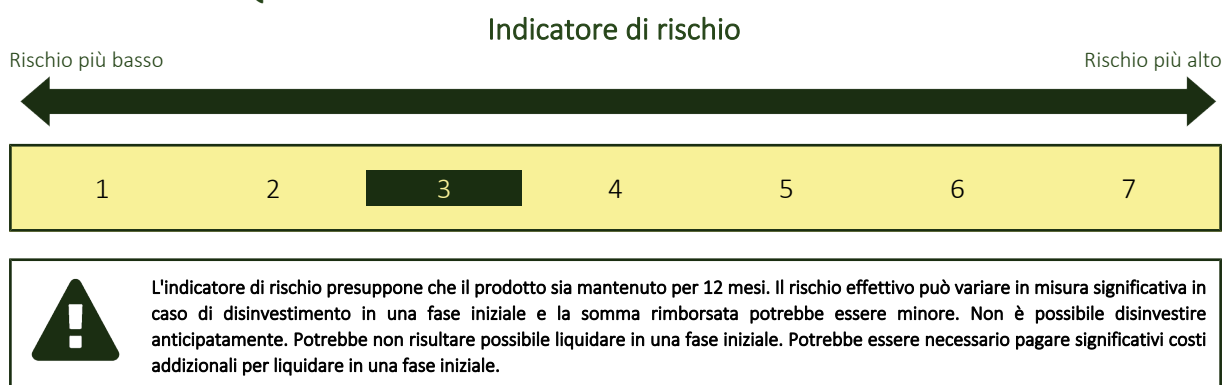 Indicatore di rischio
Rischio più basso
Rischio più alto
1 2 3 4 5 6 7
L'indicatore di rischio presuppone che il prodotto sia mantenuto per 12 mesi. Il rischio effettivo può variare in misura significativa in
caso di disinvestimento in una fase iniziale e la somma rimborsata potrebbe essere minore. Non è possibile disinvestire
anticipatamente. Potrebbe non risultare possibile liquidare in una fase iniziale. Potrebbe essere necessario pagare significativi costi
addizionali per liquidare in una fase iniziale.